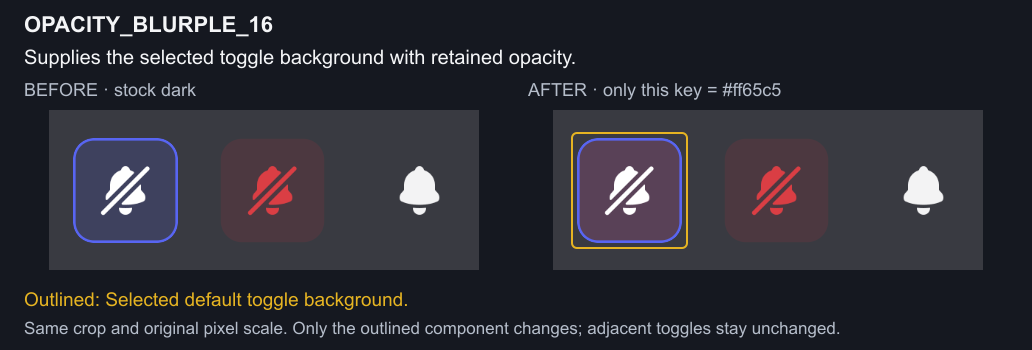 OPACITY_BLURPLE_16
Supplies the selected toggle background with retained opacity.
BEFORE · stock dark
AFTER · only this key = #ff65c5
Outlined: Selected default toggle background.
Same crop and original pixel scale. Only the outlined component changes; adjacent toggles stay unchanged.